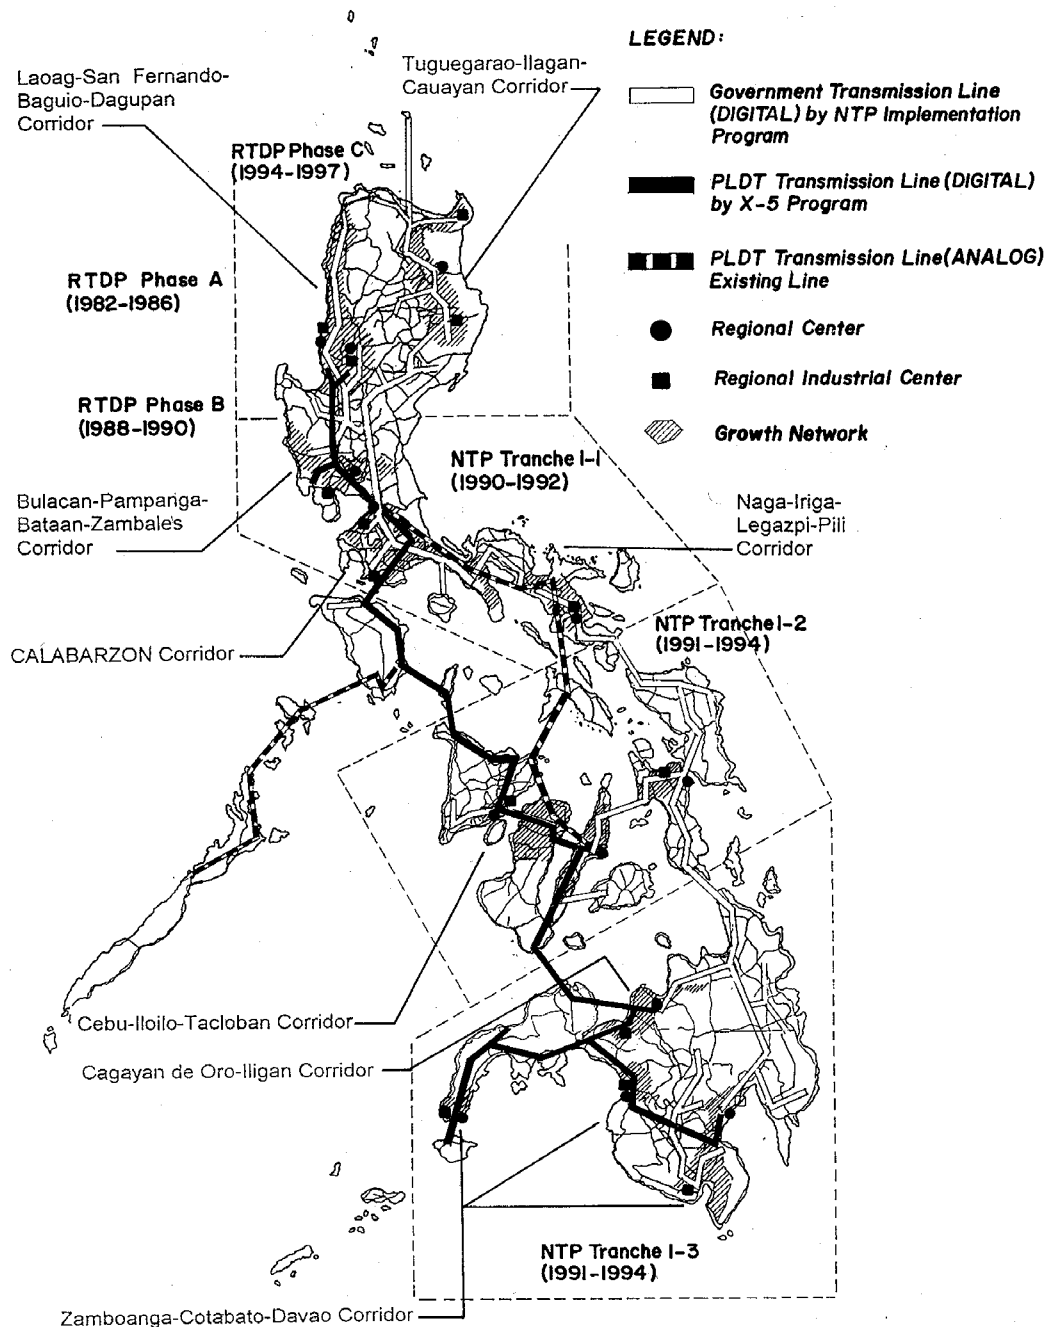 LEGEND:
Government Transmission Line
(DIGITAL) by NTP Implementation
Program
PLDT Transmission Line (DIGITAL)
by X-5 Program
PLDT Transmission Line (ANALOG)
Existing Line
Regional Center
Regional Industrial Center
Growth Network
Laoag-San Fernando-
Baguio-Dagupan
Corridor
Tuguegarao-Ilagan-
Cauayan Corridor
RTDP Phase C
(1994-1997)
RTDP Phase A
(1982-1986)
RTDP Phase B
(1988-1990)
NTP Tranche 1-1
(1990-1992)
Bulacan-Pampanga-
Bataan-Zambale's
Corridor
Naga-Iriga-
Legazpi-Pili
Corridor
NTP Tranche 1-2
(1991-1994)
CALABARZON Corridor
Cebu-Iloilo-Tacloban Corridor
Cagayan de Oro-Iligan Corridor
NTP Tranche 1-3
(1991-1994)
Zamboanga-Cotabato-Davao Corridor